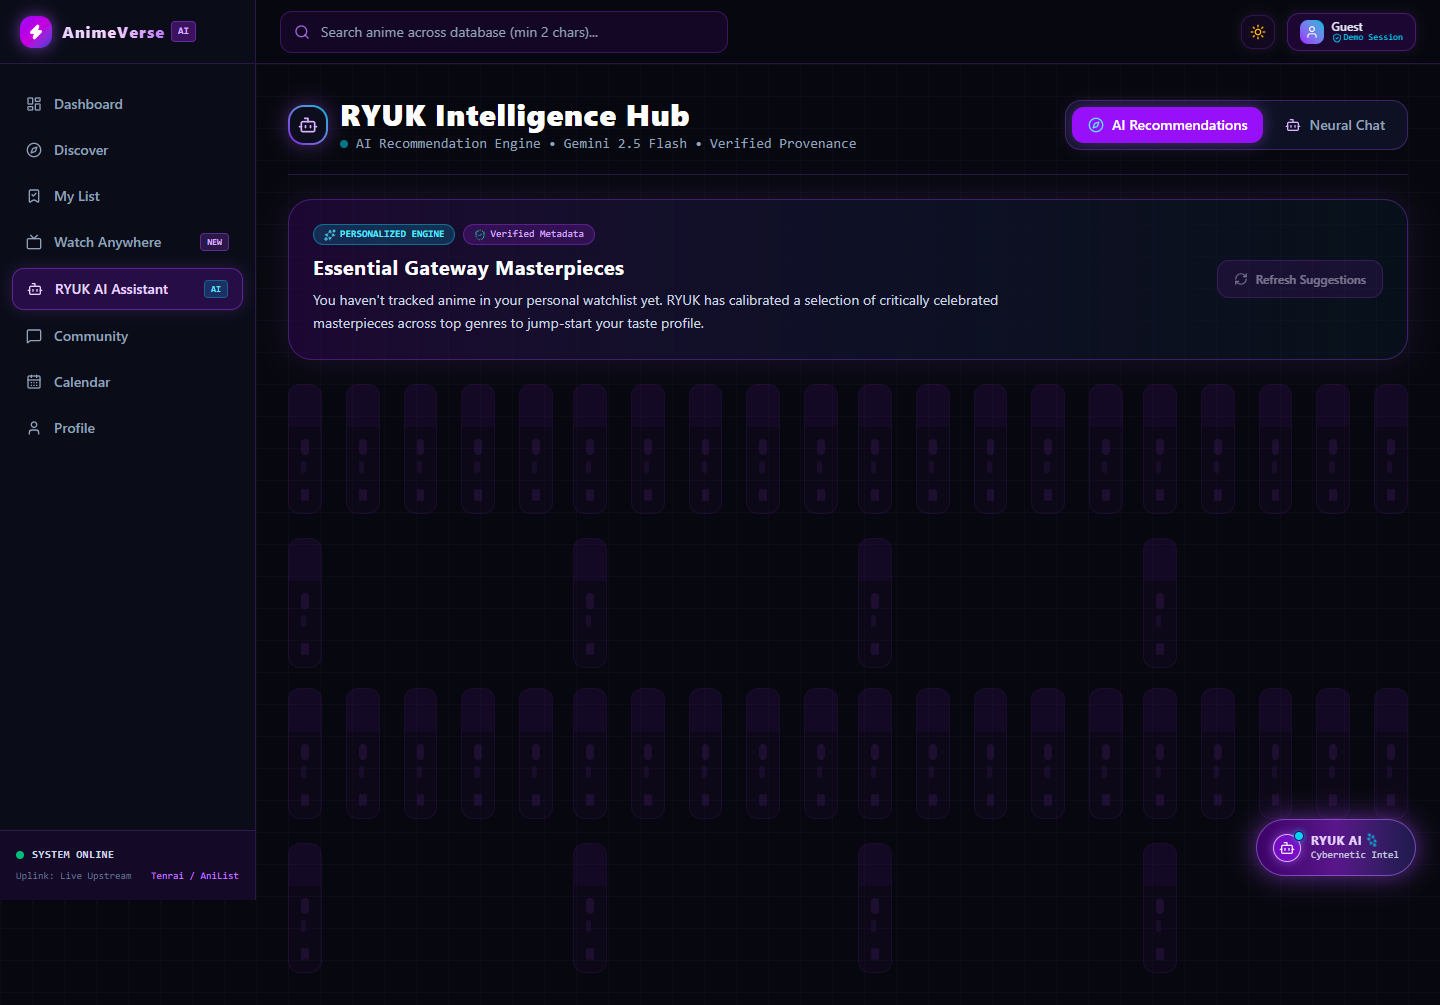 AnimeVerse AI
Search anime across database (min 2 chars)...
Guest
Demo Session
Dashboard
Discover
My List
Watch Anywhere NEW
RYUK AI Assistant AI
Community
Calendar
Profile
SYSTEM ONLINE
Uplink: Live Upstream Tenrai / AniList
RYUK Intelligence Hub
AI Recommendation Engine • Gemini 2.5 Flash • Verified Provenance
AI Recommendations Neural Chat
PERSONALIZED ENGINE Verified Metadata
Essential Gateway Masterpieces
You haven't tracked anime in your personal watchlist yet. RYUK has calibrated a selection of critically celebrated
masterpieces across top genres to jump-start your taste profile.
Refresh Suggestions
RYUK AI
Cybernetic Intel